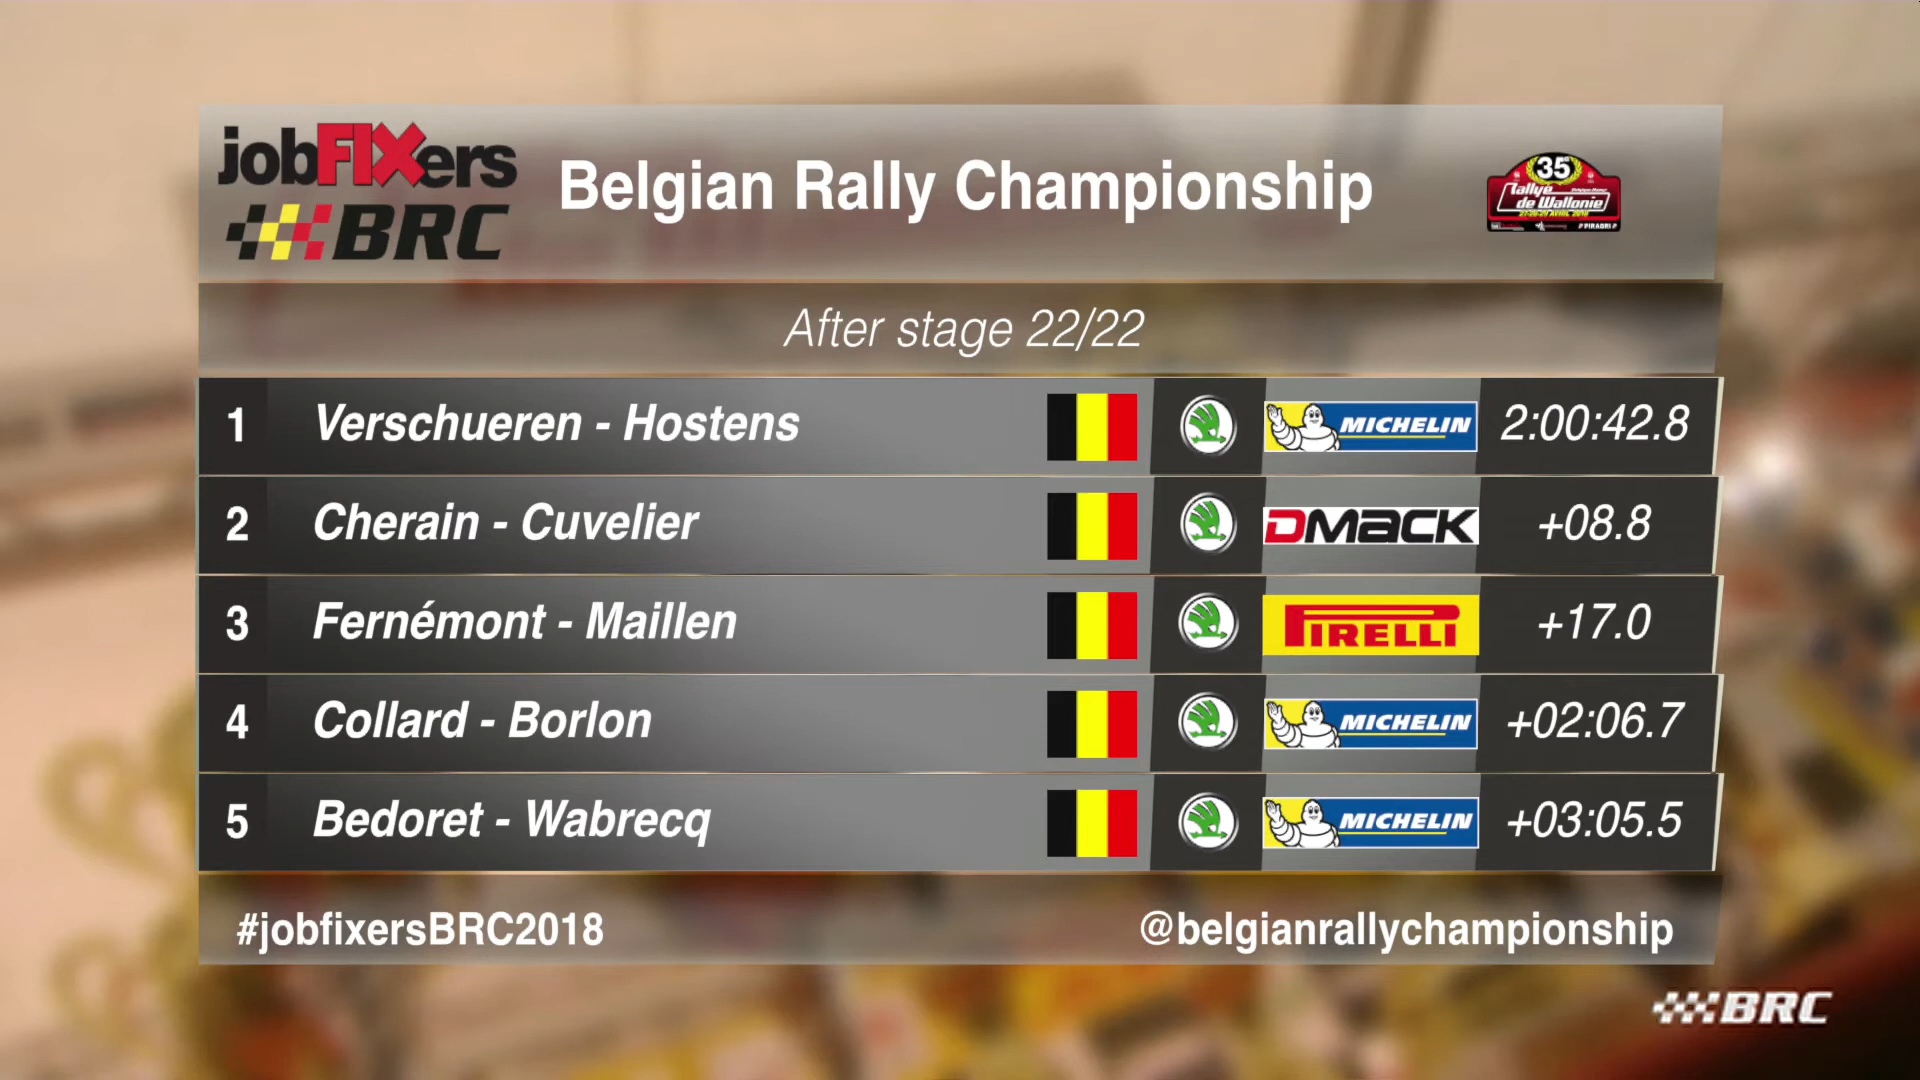 jobFIXers
BRC
Belgian Rally Championship
35
Rallye
de Wallonie
PIRAORI
After stage 22/22
1 Verschueren - Hostens MICHELIN 2:00:42.8
2 Cherain - Cuvelier DMACK +08.8
3 Fernémont - Maillen PIRELLI +17.0
4 Collard - Borlon MICHELIN +02:06.7
5 Bedoret - Wabrecq MICHELIN +03:05.5
#jobfixersBRC2018 @belgianrallychampionship
BRC